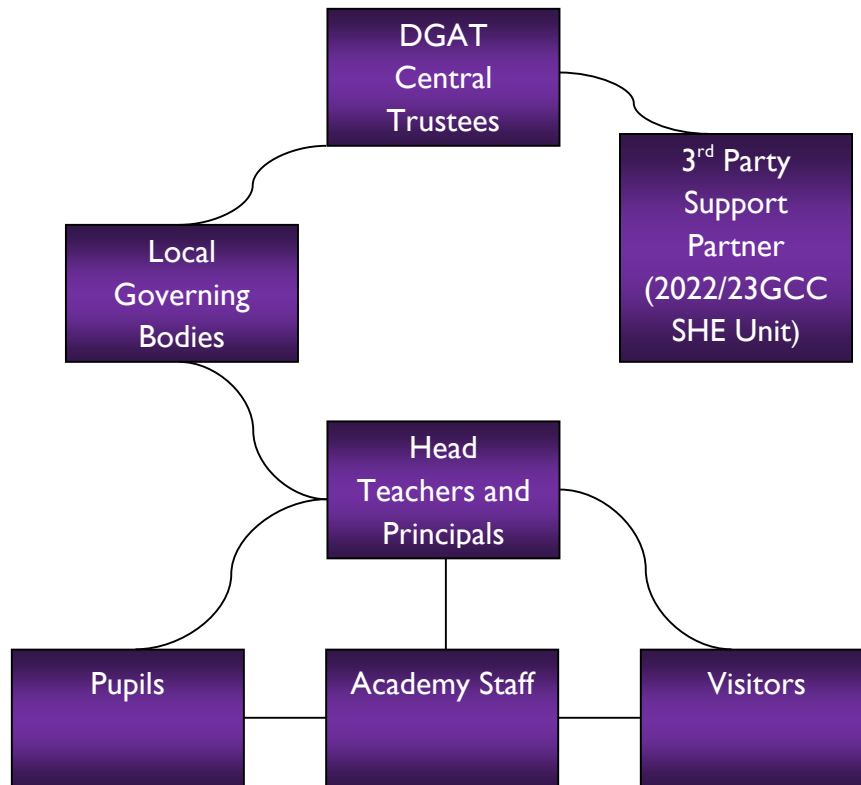 DGAT
Central
Trustees
3rd Party
Support
Partner
(2022/23GCC
SHE Unit)
Local
Governing
Bodies
Head
Teachers and
Principals
Pupils
Academy Staff
Visitors